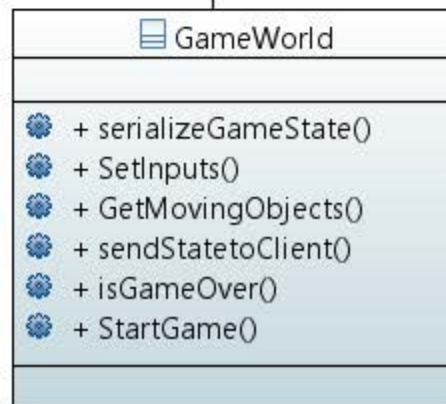 GameWorld
+ serializeGameState()
+ SetInputs()
+ GetMovingObjects()
+ sendStatetoClient()
+ isGameOver()
+ StartGame()